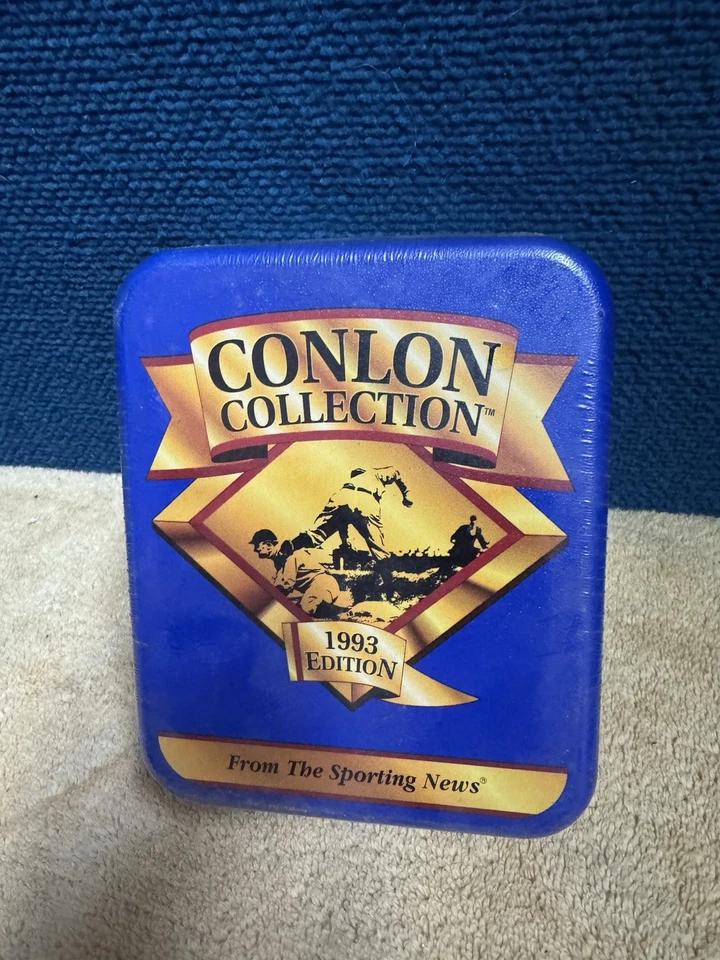 CONLON
COLLECTION™
1993
EDITION
From The Sporting News®